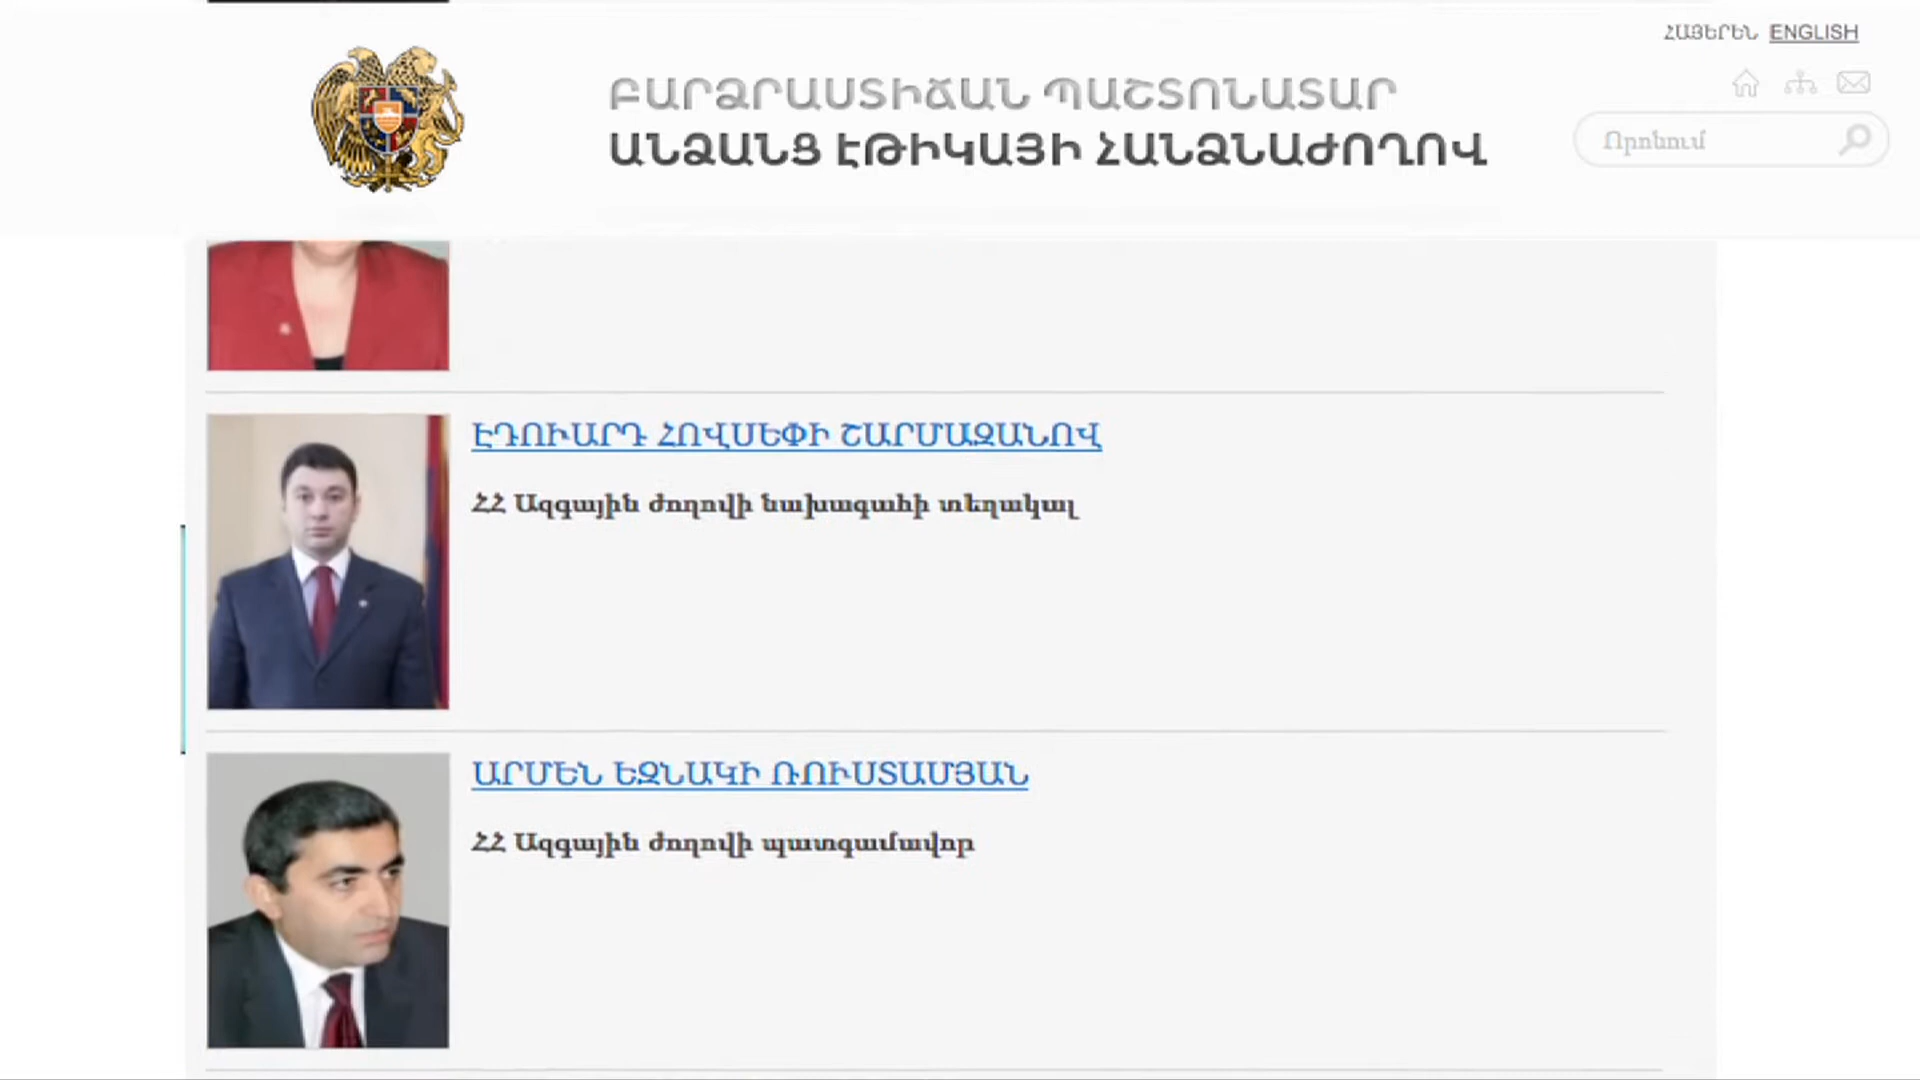 ՀԱՅԵՐԵՆ ENGLISH
ԲԱՐՁՐԱՍՏԻՃԱՆ ՊԱՇՏՈՆԱՏԱՐ
ԱՆՁԱՆՑ ԷԹԻԿԱՅԻ ՀԱՆՁՆԱԺՈՂՈՎ
Որոնում
ԷԴՈՒԱՐԴ ՀՈՎՍԵՓԻ ՇԱՐՄԱԶԱՆՈՎ
ՀՀ Ազգային ժողովի նախագահի տեղակալ
ԱՐՄԵՆ ԵԶՆԱԿԻ ՌՈՒՍՏԱՄՅԱՆ
ՀՀ Ազգային ժողովի պատգամավոր